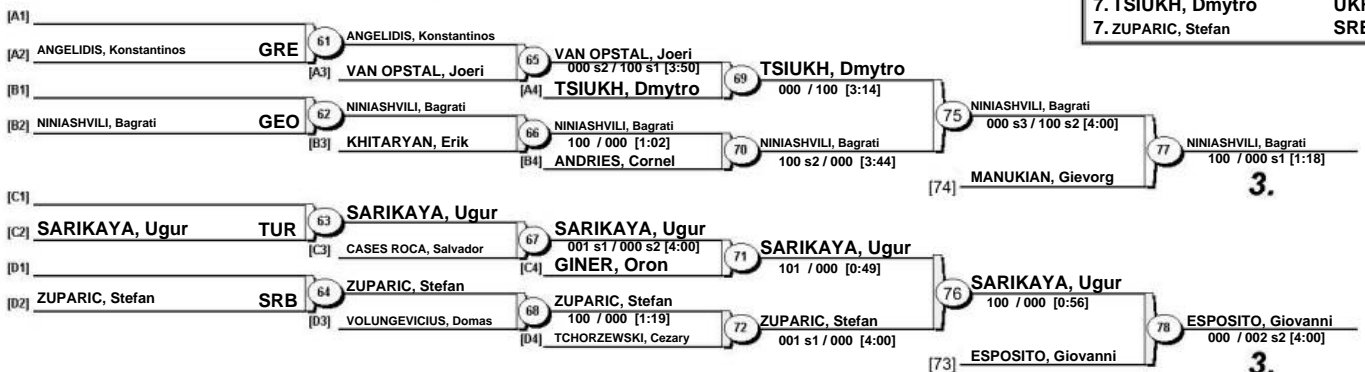 7. TSIUKH, Dmytro
7. ZUPARIC, Stefan SRB
[A1]
[A2] ANGELIDIS, Konstantinos GRE 61 ANGELIDIS, Konstantinos
[A3] VAN OPSTAL, Joeri 65 VAN OPSTAL, Joeri
000 s2 / 100 s1 [3:50]
[A4] TSIUKH, Dmytro 69 TSIUKH, Dmytro
000 / 100 [3:14]
[B1]
[B2] NINIASHVILI, Bagrati GEO 62 NINIASHVILI, Bagrati
[B3] KHITARYAN, Erik 66 NINIASHVILI, Bagrati
100 / 000 [1:02]
[B4] ANDRIES, Cornel 70 NINIASHVILI, Bagrati
100 s2 / 000 [3:44]
75 NINIASHVILI, Bagrati
000 s3 / 100 s2 [4:00]
[74] MANUKIAN, Gievorg 77 NINIASHVILI, Bagrati
100 / 000 s1 [1:18]
3.
[C1]
[C2] SARIKAYA, Ugur TUR 63 SARIKAYA, Ugur
[C3] CASES ROCA, Salvador 67 SARIKAYA, Ugur
001 s1 / 000 s2 [4:00]
[C4] GINER, Oron 71 SARIKAYA, Ugur
101 / 000 [0:49]
[D1]
[D2] ZUPARIC, Stefan SRB 64 ZUPARIC, Stefan
[D3] VOLUNGEVICIUS, Domas 68 ZUPARIC, Stefan
100 / 000 [1:19]
[D4] TCHORZEWSKI, Cezary 72 ZUPARIC, Stefan
001 s1 / 000 [4:00]
76 SARIKAYA, Ugur
100 / 000 [0:56]
[73] ESPOSITO, Giovanni 78 ESPOSITO, Giovanni
000 / 002 s2 [4:00]
3.